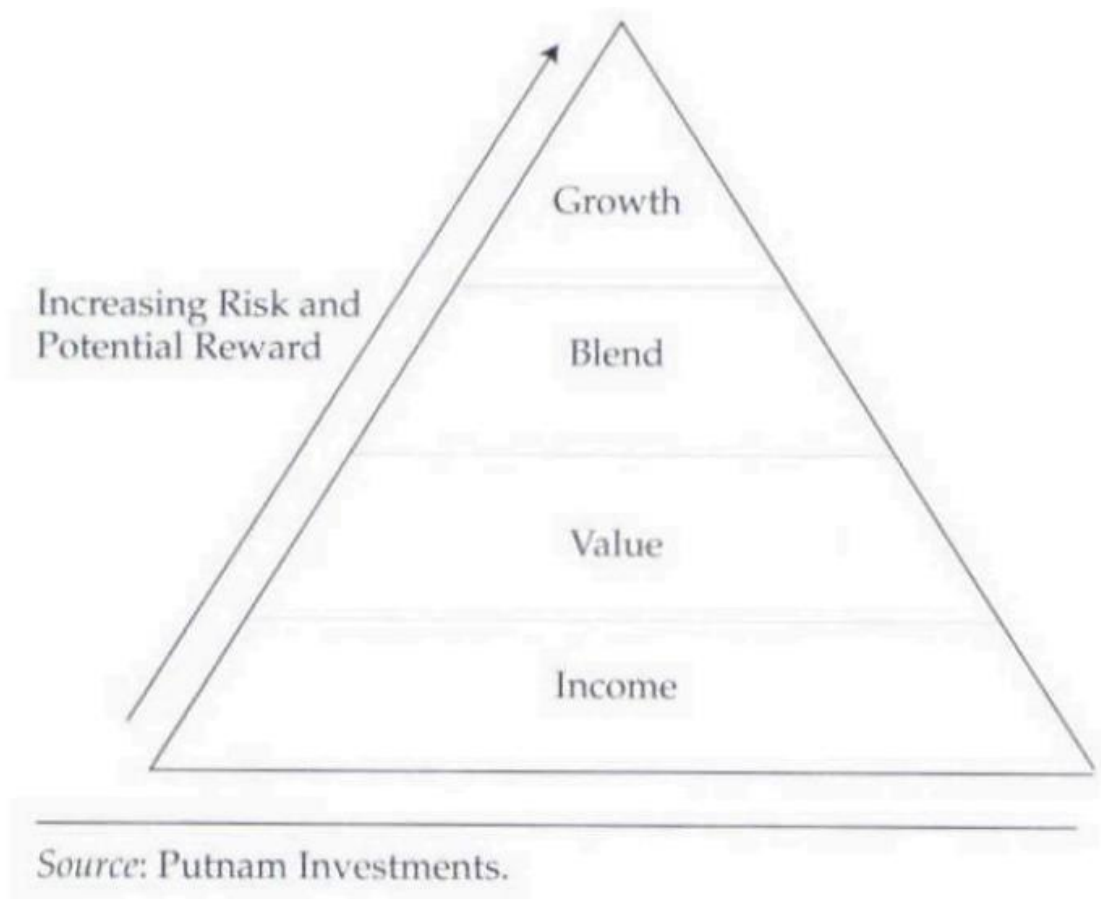 Growth
Increasing Risk and
Potential Reward
Blend
Value
Income
Source: Putnam Investments.